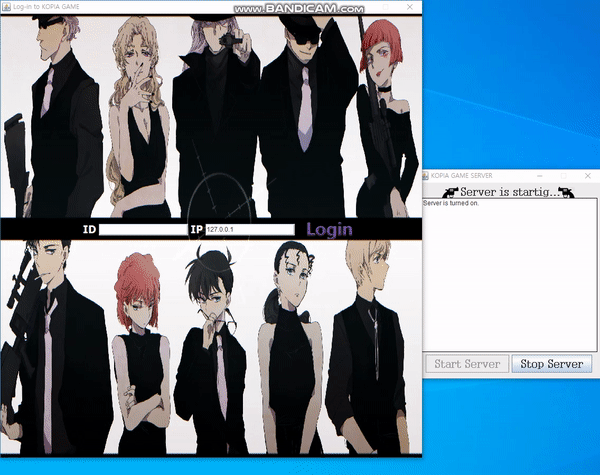 Log-in to KOPIA GAME
WWW.BANDICAM.COM
KOPIA GAME SERVER
Server is startig...
Server is turned on.
ID
IP 127.0.0.1
Login
Start Server
Stop Server